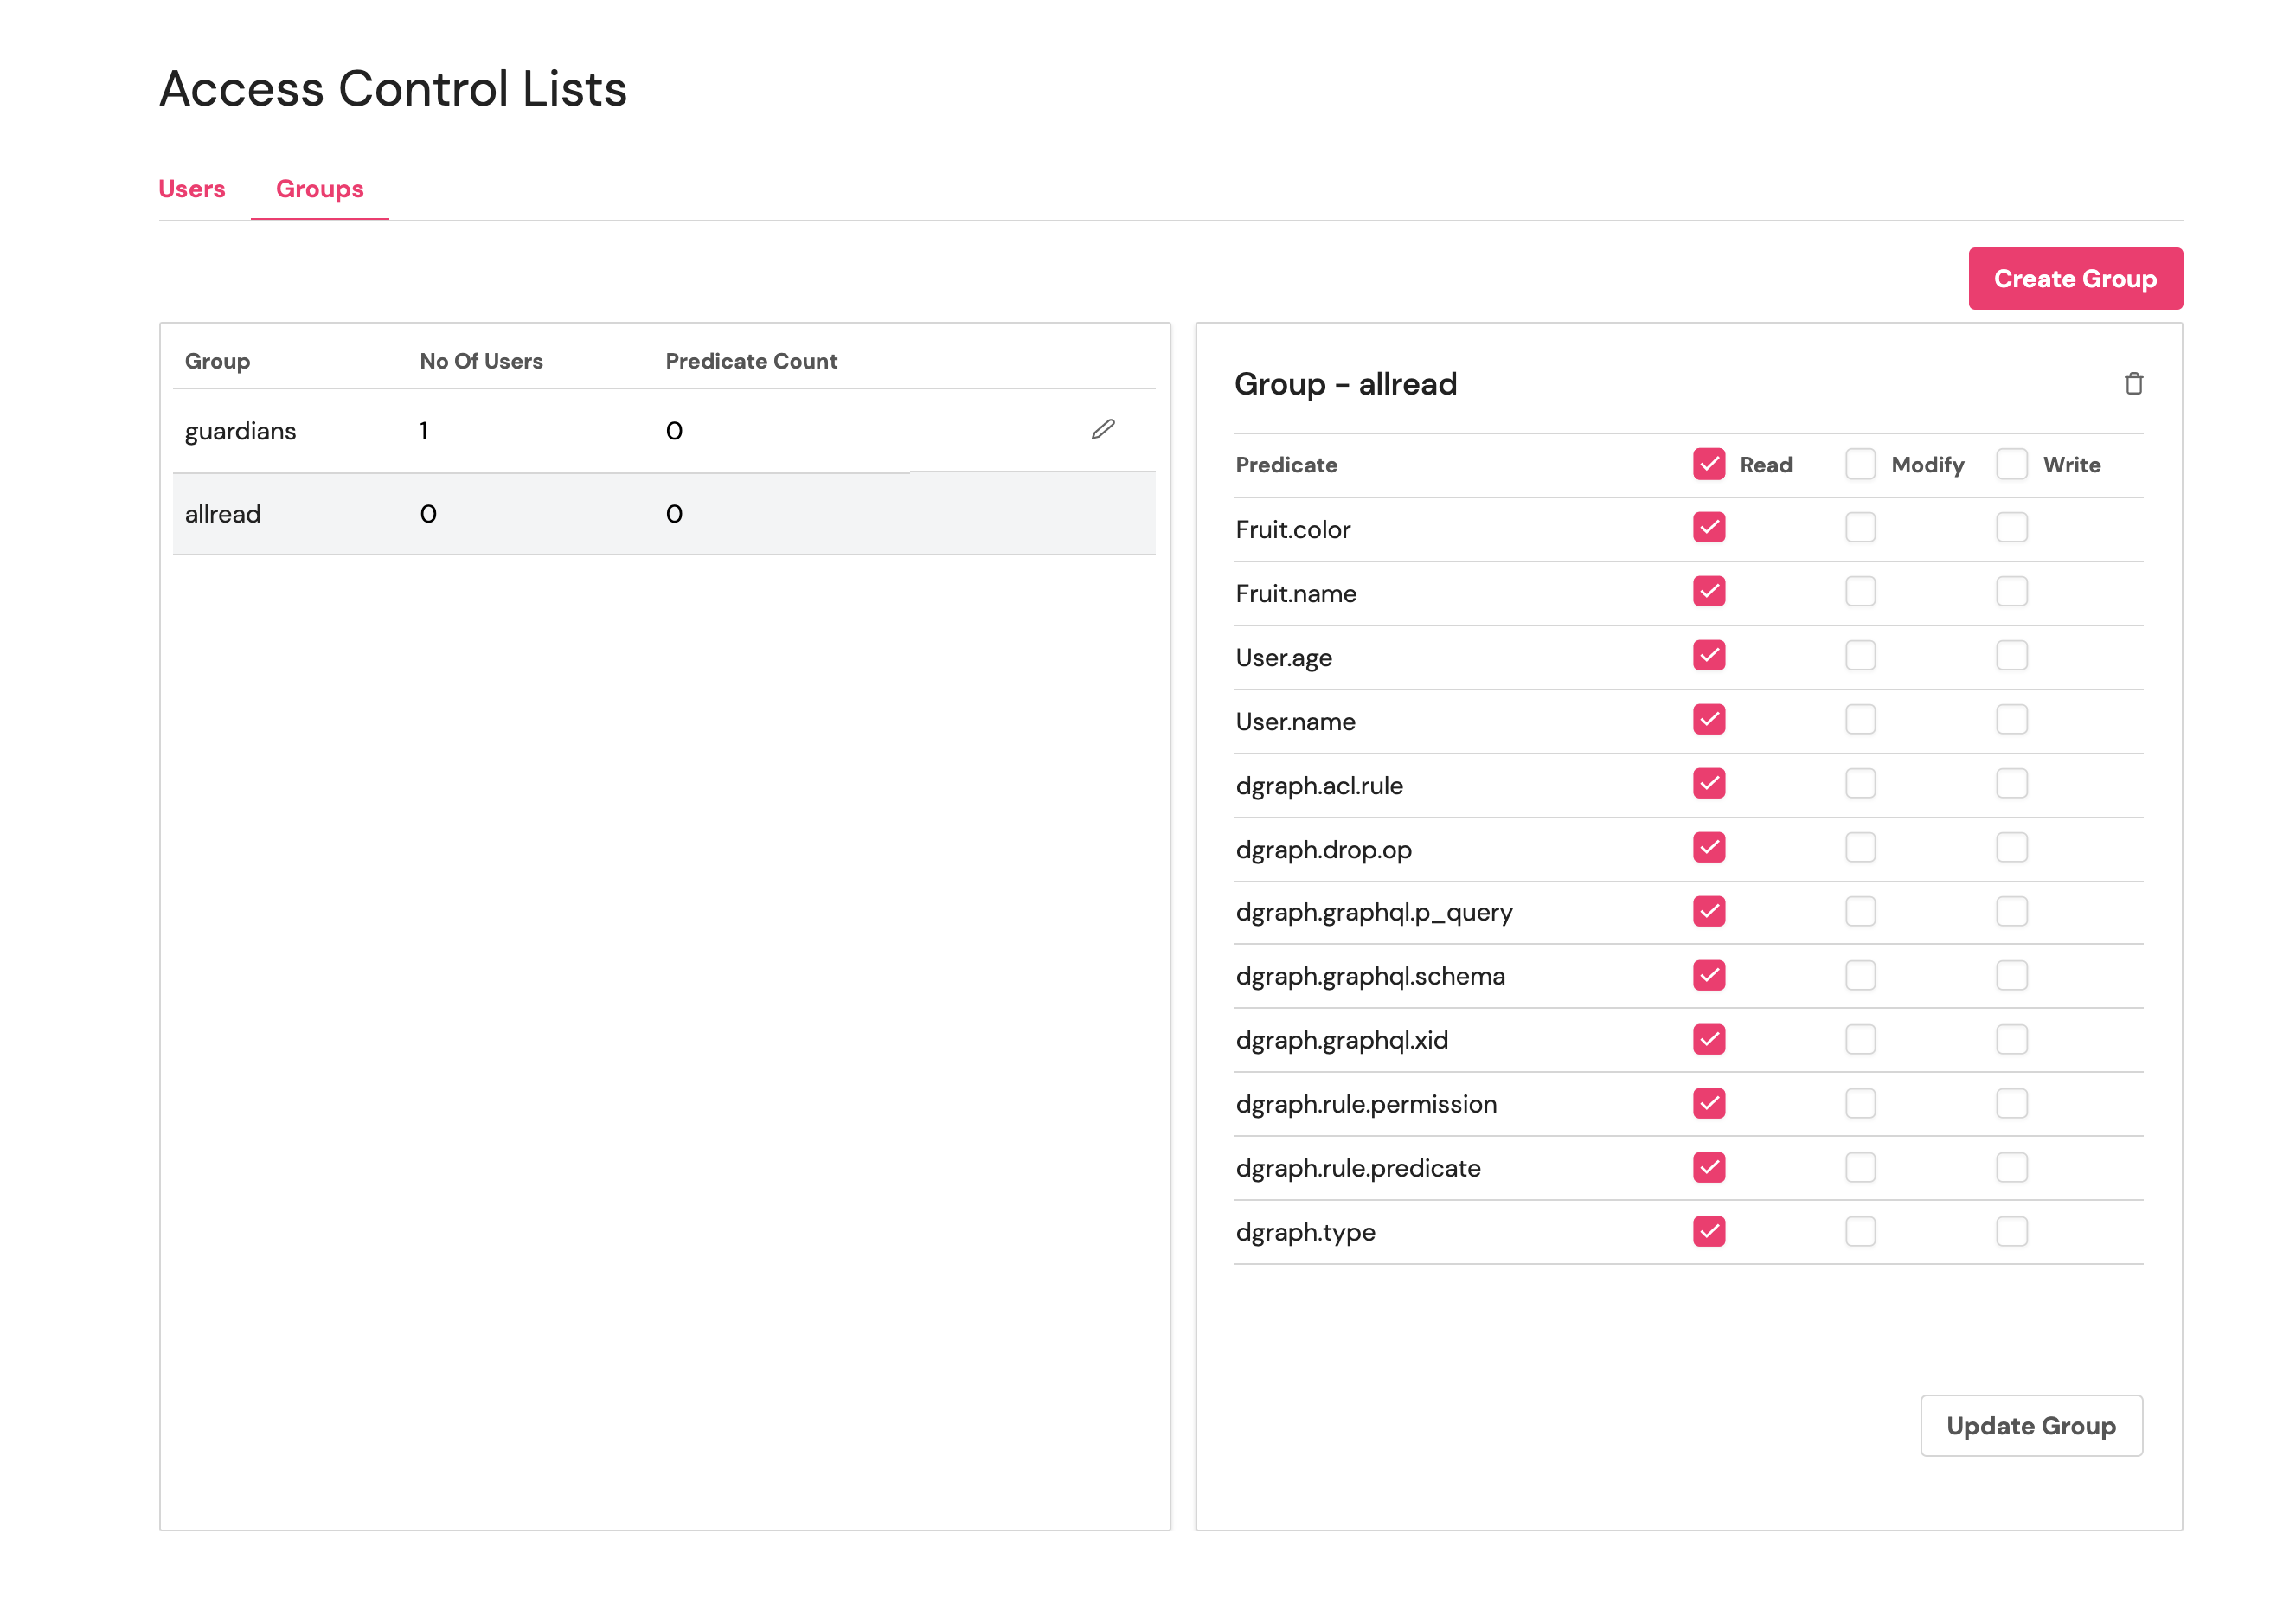 Access Control Lists
Users Groups
Create Group
Group No Of Users Predicate Count
guardians 1 0
allread 0 0
Group - allread
Predicate Read Modify Write
Fruit.color
Fruit.name
User.age
User.name
dgraph.acl.rule
dgraph.drop.op
dgraph.graphql.p_query
dgraph.graphql.schema
dgraph.graphql.xid
dgraph.rule.permission
dgraph.rule.predicate
dgraph.type
Update Group